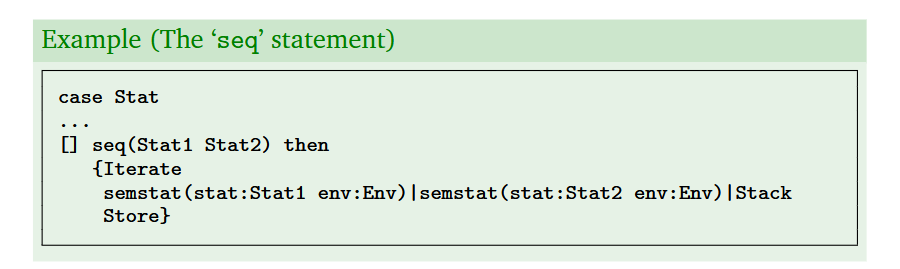 Example (The ‘seq’ statement)
case Stat
...
[] seq(Stat1 Stat2) then
{Iterate
semstat(stat:Stat1 env:Env)|semstat(stat:Stat2 env:Env)|Stack
Store}